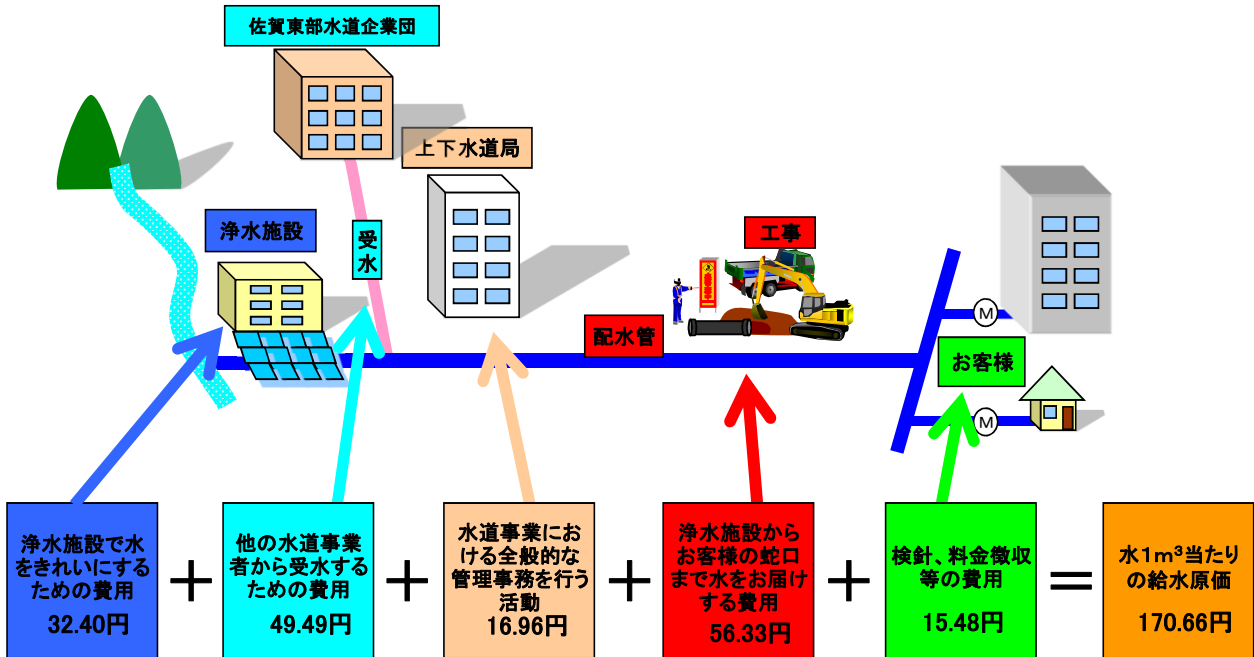 佐賀東部水道企業団
上下水道局
浄水施設
受
水
工事
配水管
お客様
M
M
浄水施設で水
をきれいにする
ための費用
32.40円
+
他の水道事業
者から受水する
ための費用
49.49円
+
水道事業にお
ける全般的な
管理事務を行う
活動
16.96円
+
浄水施設から
お客様の蛇口
まで水をお届け
する費用
56.33円
+
検針、料金徴収
等の費用
15.48円
=
水1m³当たり
の給水原価
170.66円